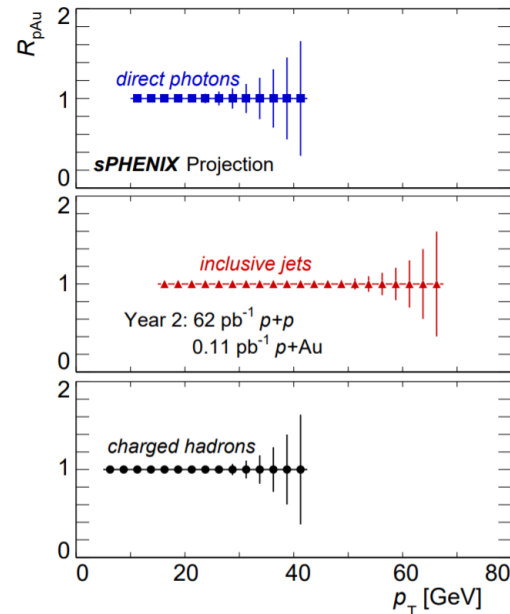 R_pAu
2
direct photons
1
sPHENIX Projection
0
2
inclusive jets
1
Year 2: 62 pb⁻¹ p+p
0.11 pb⁻¹ p+Au
0
2
charged hadrons
1
0
0 20 40 60 80
p_T [GeV]